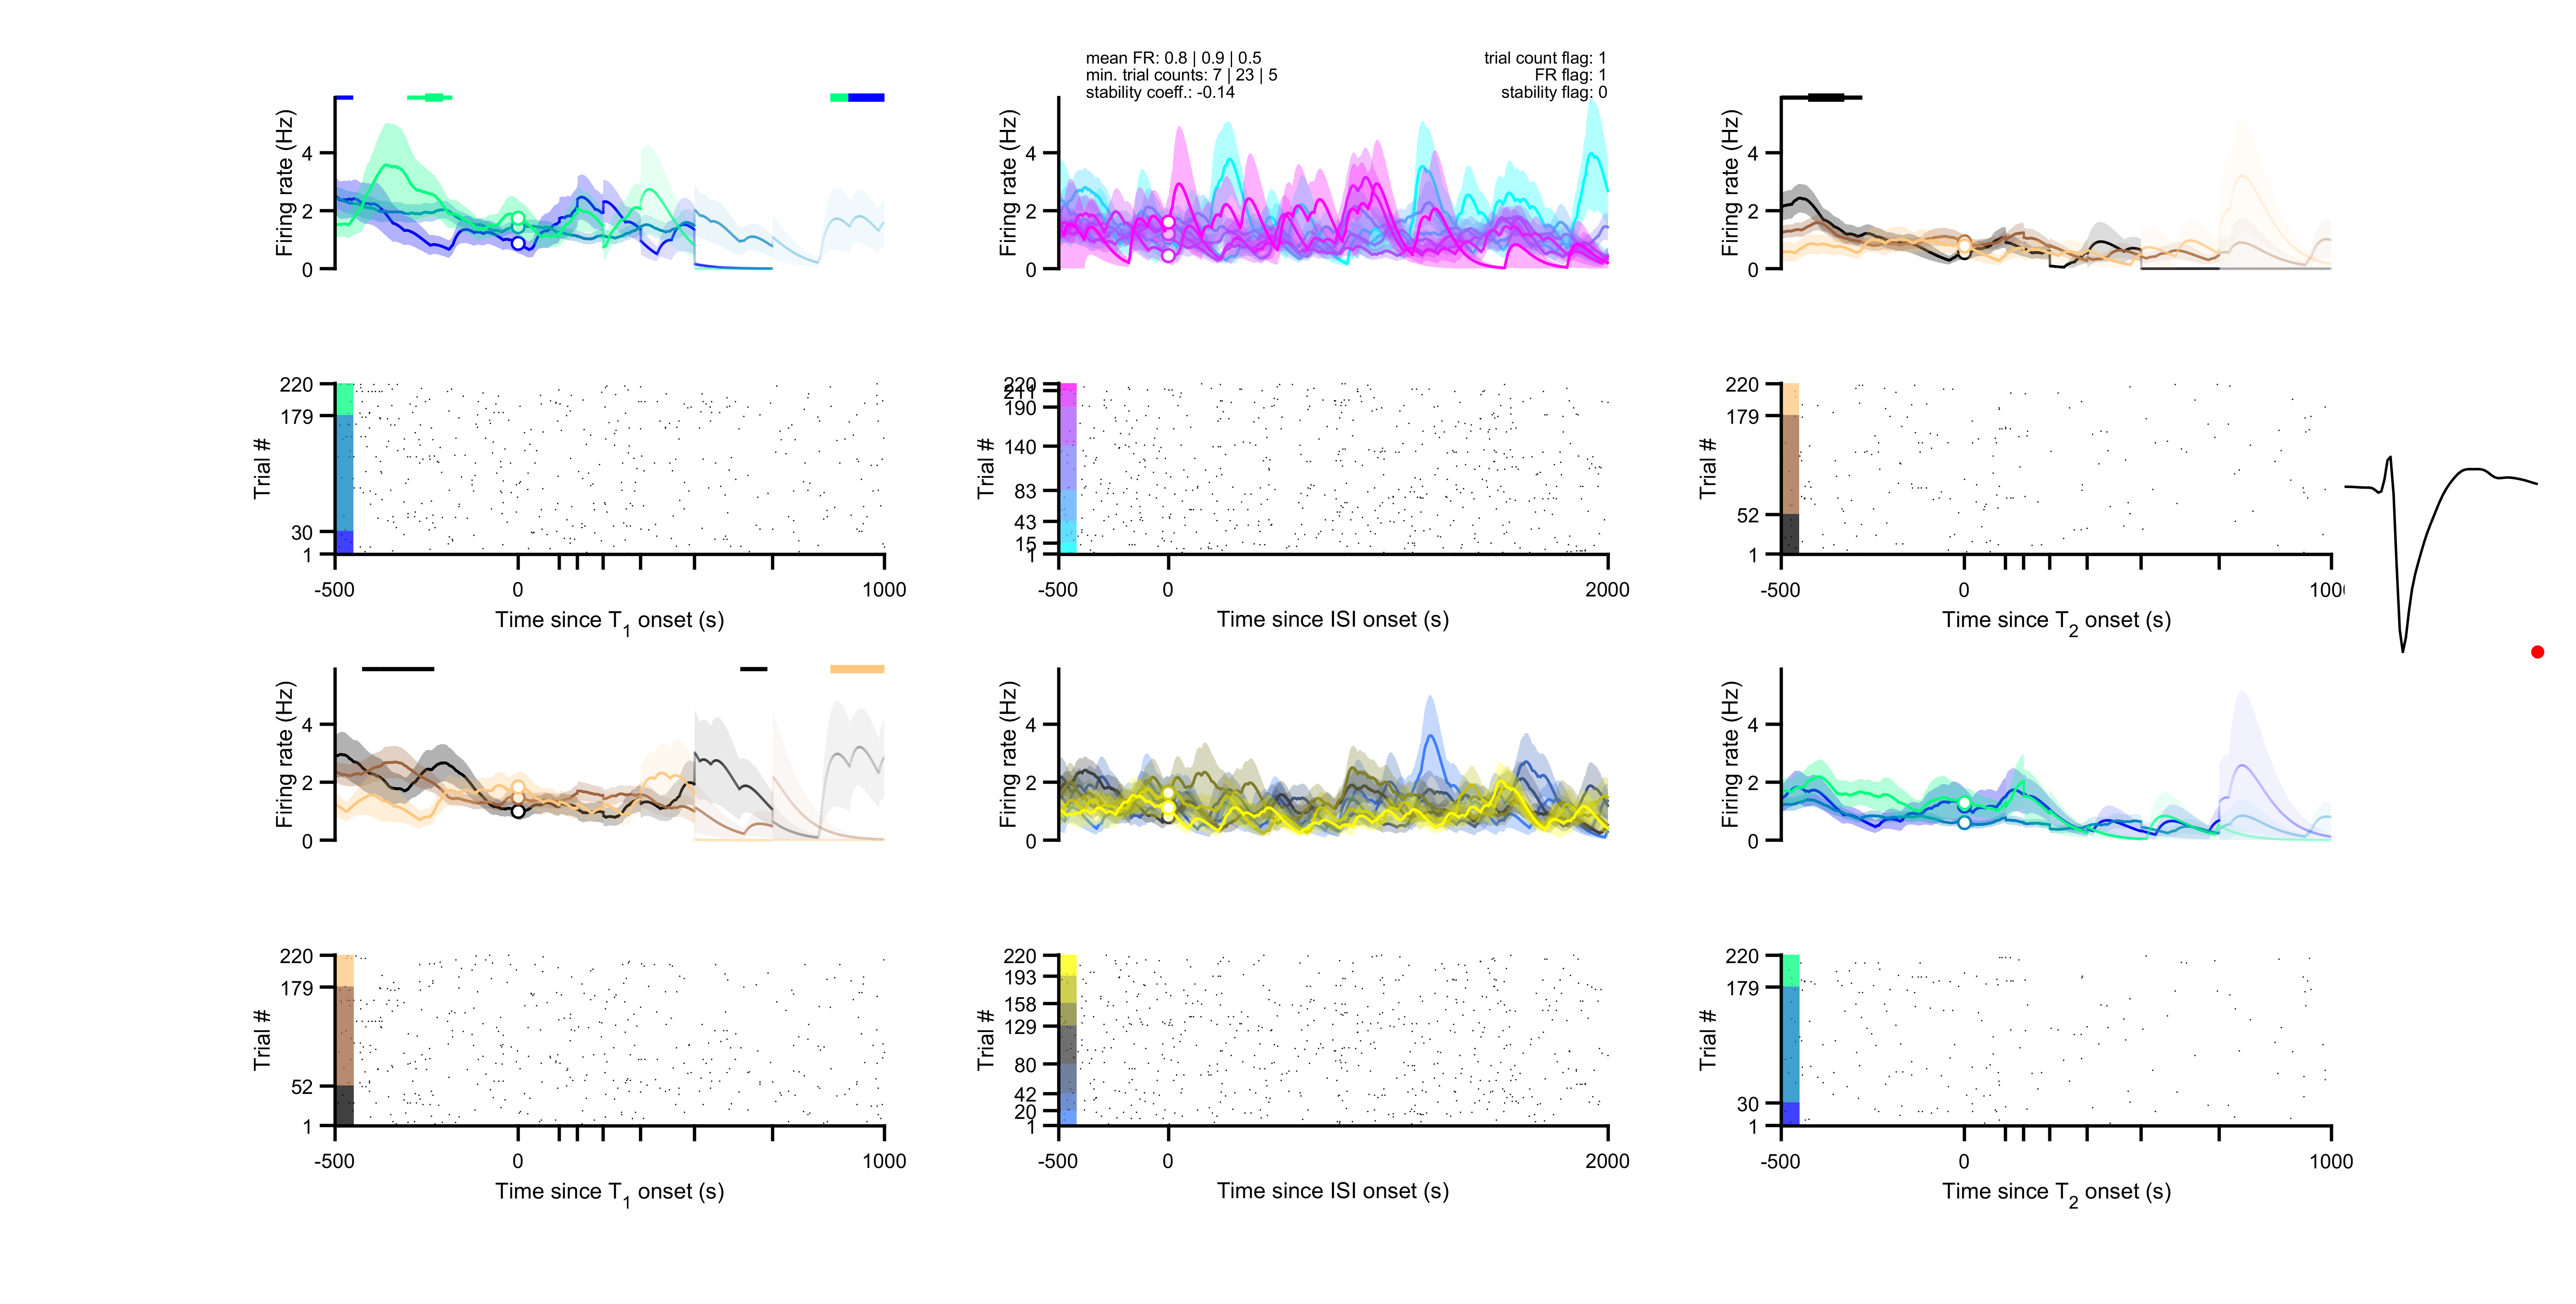 mean FR: 0.8 | 0.9 | 0.5
min. trial counts: 7 | 23 | 5
stability coeff.: -0.14
trial count flag: 1
FR flag: 1
stability flag: 0
Firing rate (Hz)
4
2
0
Firing rate (Hz)
4
2
0
Firing rate (Hz)
4
2
0
Trial #
220
179
30
1
-500
0
1000
Time since T1 onset (s)
Trial #
220
211
190
140
83
43
15
1
-500
0
2000
Time since ISI onset (s)
Trial #
220
179
52
1
-500
0
100
Time since T2 onset (s)
Firing rate (Hz)
4
2
0
Firing rate (Hz)
4
2
0
Firing rate (Hz)
4
2
0
Trial #
220
179
52
1
-500
0
1000
Time since T1 onset (s)
Trial #
220
193
158
129
80
42
20
1
-500
0
2000
Time since ISI onset (s)
Trial #
220
179
30
1
-500
0
1000
Time since T2 onset (s)